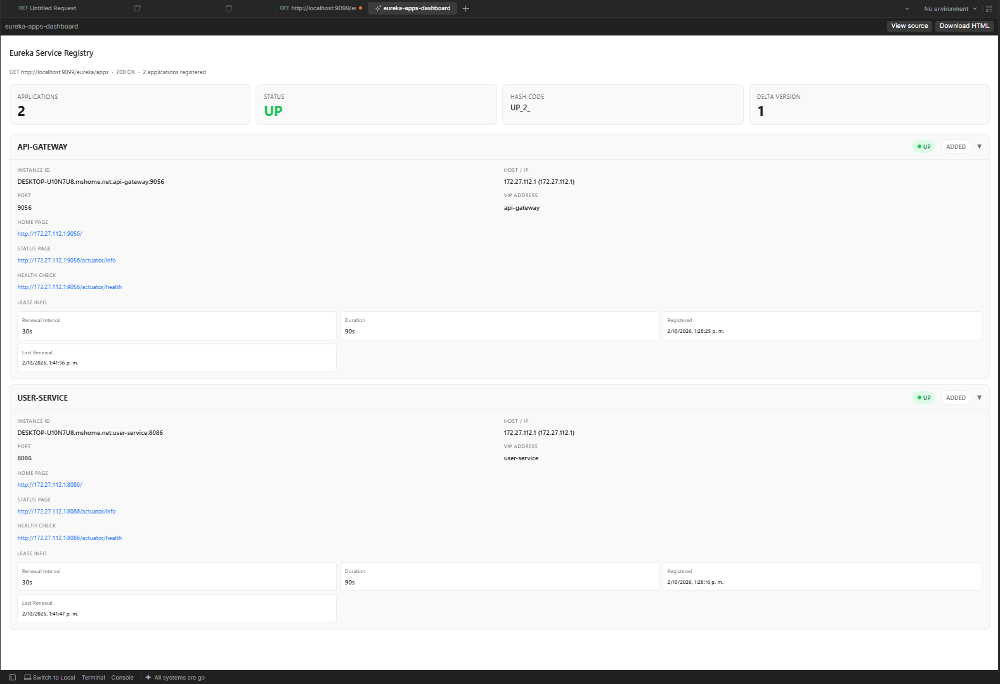 GET Untitled Request
GET http://localhost:9099/eu
eureka-apps-dashboard
No environment
eureka-apps-dashboard
View source
Download HTML
Eureka Service Registry
GET http://localhost:9099/eureka/apps · 200 OK · 2 applications registered
APPLICATIONS
2
STATUS
UP
HASH CODE
UP_2_
DELTA VERSION
1
API-GATEWAY
UP
ADDED
INSTANCE ID
DESKTOP-U10N7U8.mshome.net:api-gateway:9056
HOST / IP
172.27.112.1 (172.27.112.1)
PORT
9056
VIP ADDRESS
api-gateway
HOME PAGE
http://172.27.112.1:9056/
STATUS PAGE
http://172.27.112.1:9056/actuator/info
HEALTH CHECK
http://172.27.112.1:9056/actuator/health
LEASE INFO
Renewal Interval
30s
Duration
90s
Registered
2/10/2026, 1:28:25 p. m.
Last Renewal
2/10/2026, 1:41:56 p. m.
USER-SERVICE
UP
ADDED
INSTANCE ID
DESKTOP-U10N7U8.mshome.net:user-service:8086
HOST / IP
172.27.112.1 (172.27.112.1)
PORT
8086
VIP ADDRESS
user-service
HOME PAGE
http://172.27.112.1:8086/
STATUS PAGE
http://172.27.112.1:8086/actuator/info
HEALTH CHECK
http://172.27.112.1:8086/actuator/health
LEASE INFO
Renewal Interval
30s
Duration
90s
Registered
2/10/2026, 1:28:16 p. m.
Last Renewal
2/10/2026, 1:41:47 p. m.
Switch to Local
Terminal
Console
All systems are go